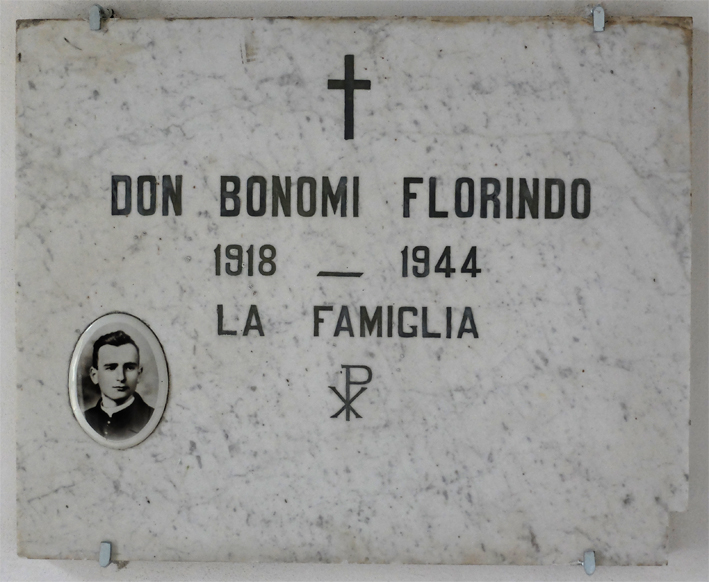 DON BONOMI FLORINDO
1918 — 1944
LA FAMIGLIA